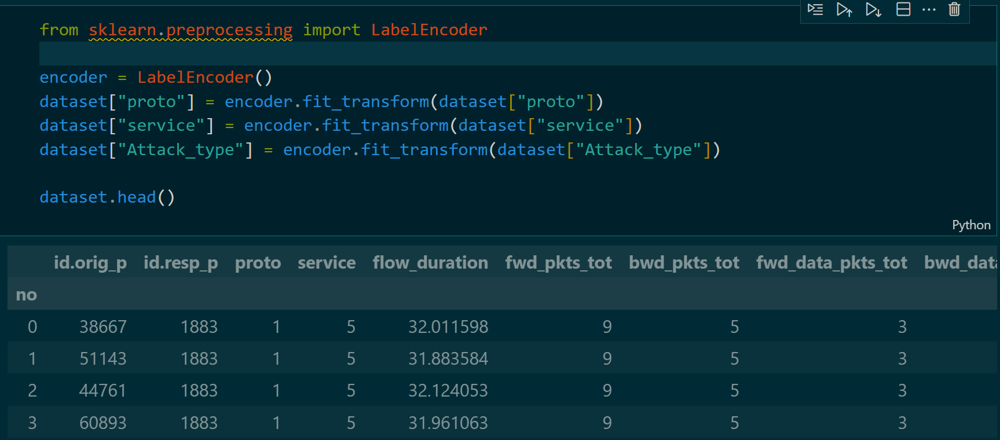 from sklearn.preprocessing import LabelEncoder
encoder = LabelEncoder()
dataset["proto"] = encoder.fit_transform(dataset["proto"])
dataset["service"] = encoder.fit_transform(dataset["service"])
dataset["Attack_type"] = encoder.fit_transform(dataset["Attack_type"])
dataset.head()
Python
id.orig_p id.resp_p proto service flow_duration fwd_pkts_tot bwd_pkts_tot fwd_data_pkts_tot bwd_data
no
0 38667 1883 1 5 32.011598 9 5 3
1 51143 1883 1 5 31.883584 9 5 3
2 44761 1883 1 5 32.124053 9 5 3
3 60893 1883 1 5 31.961063 9 5 3